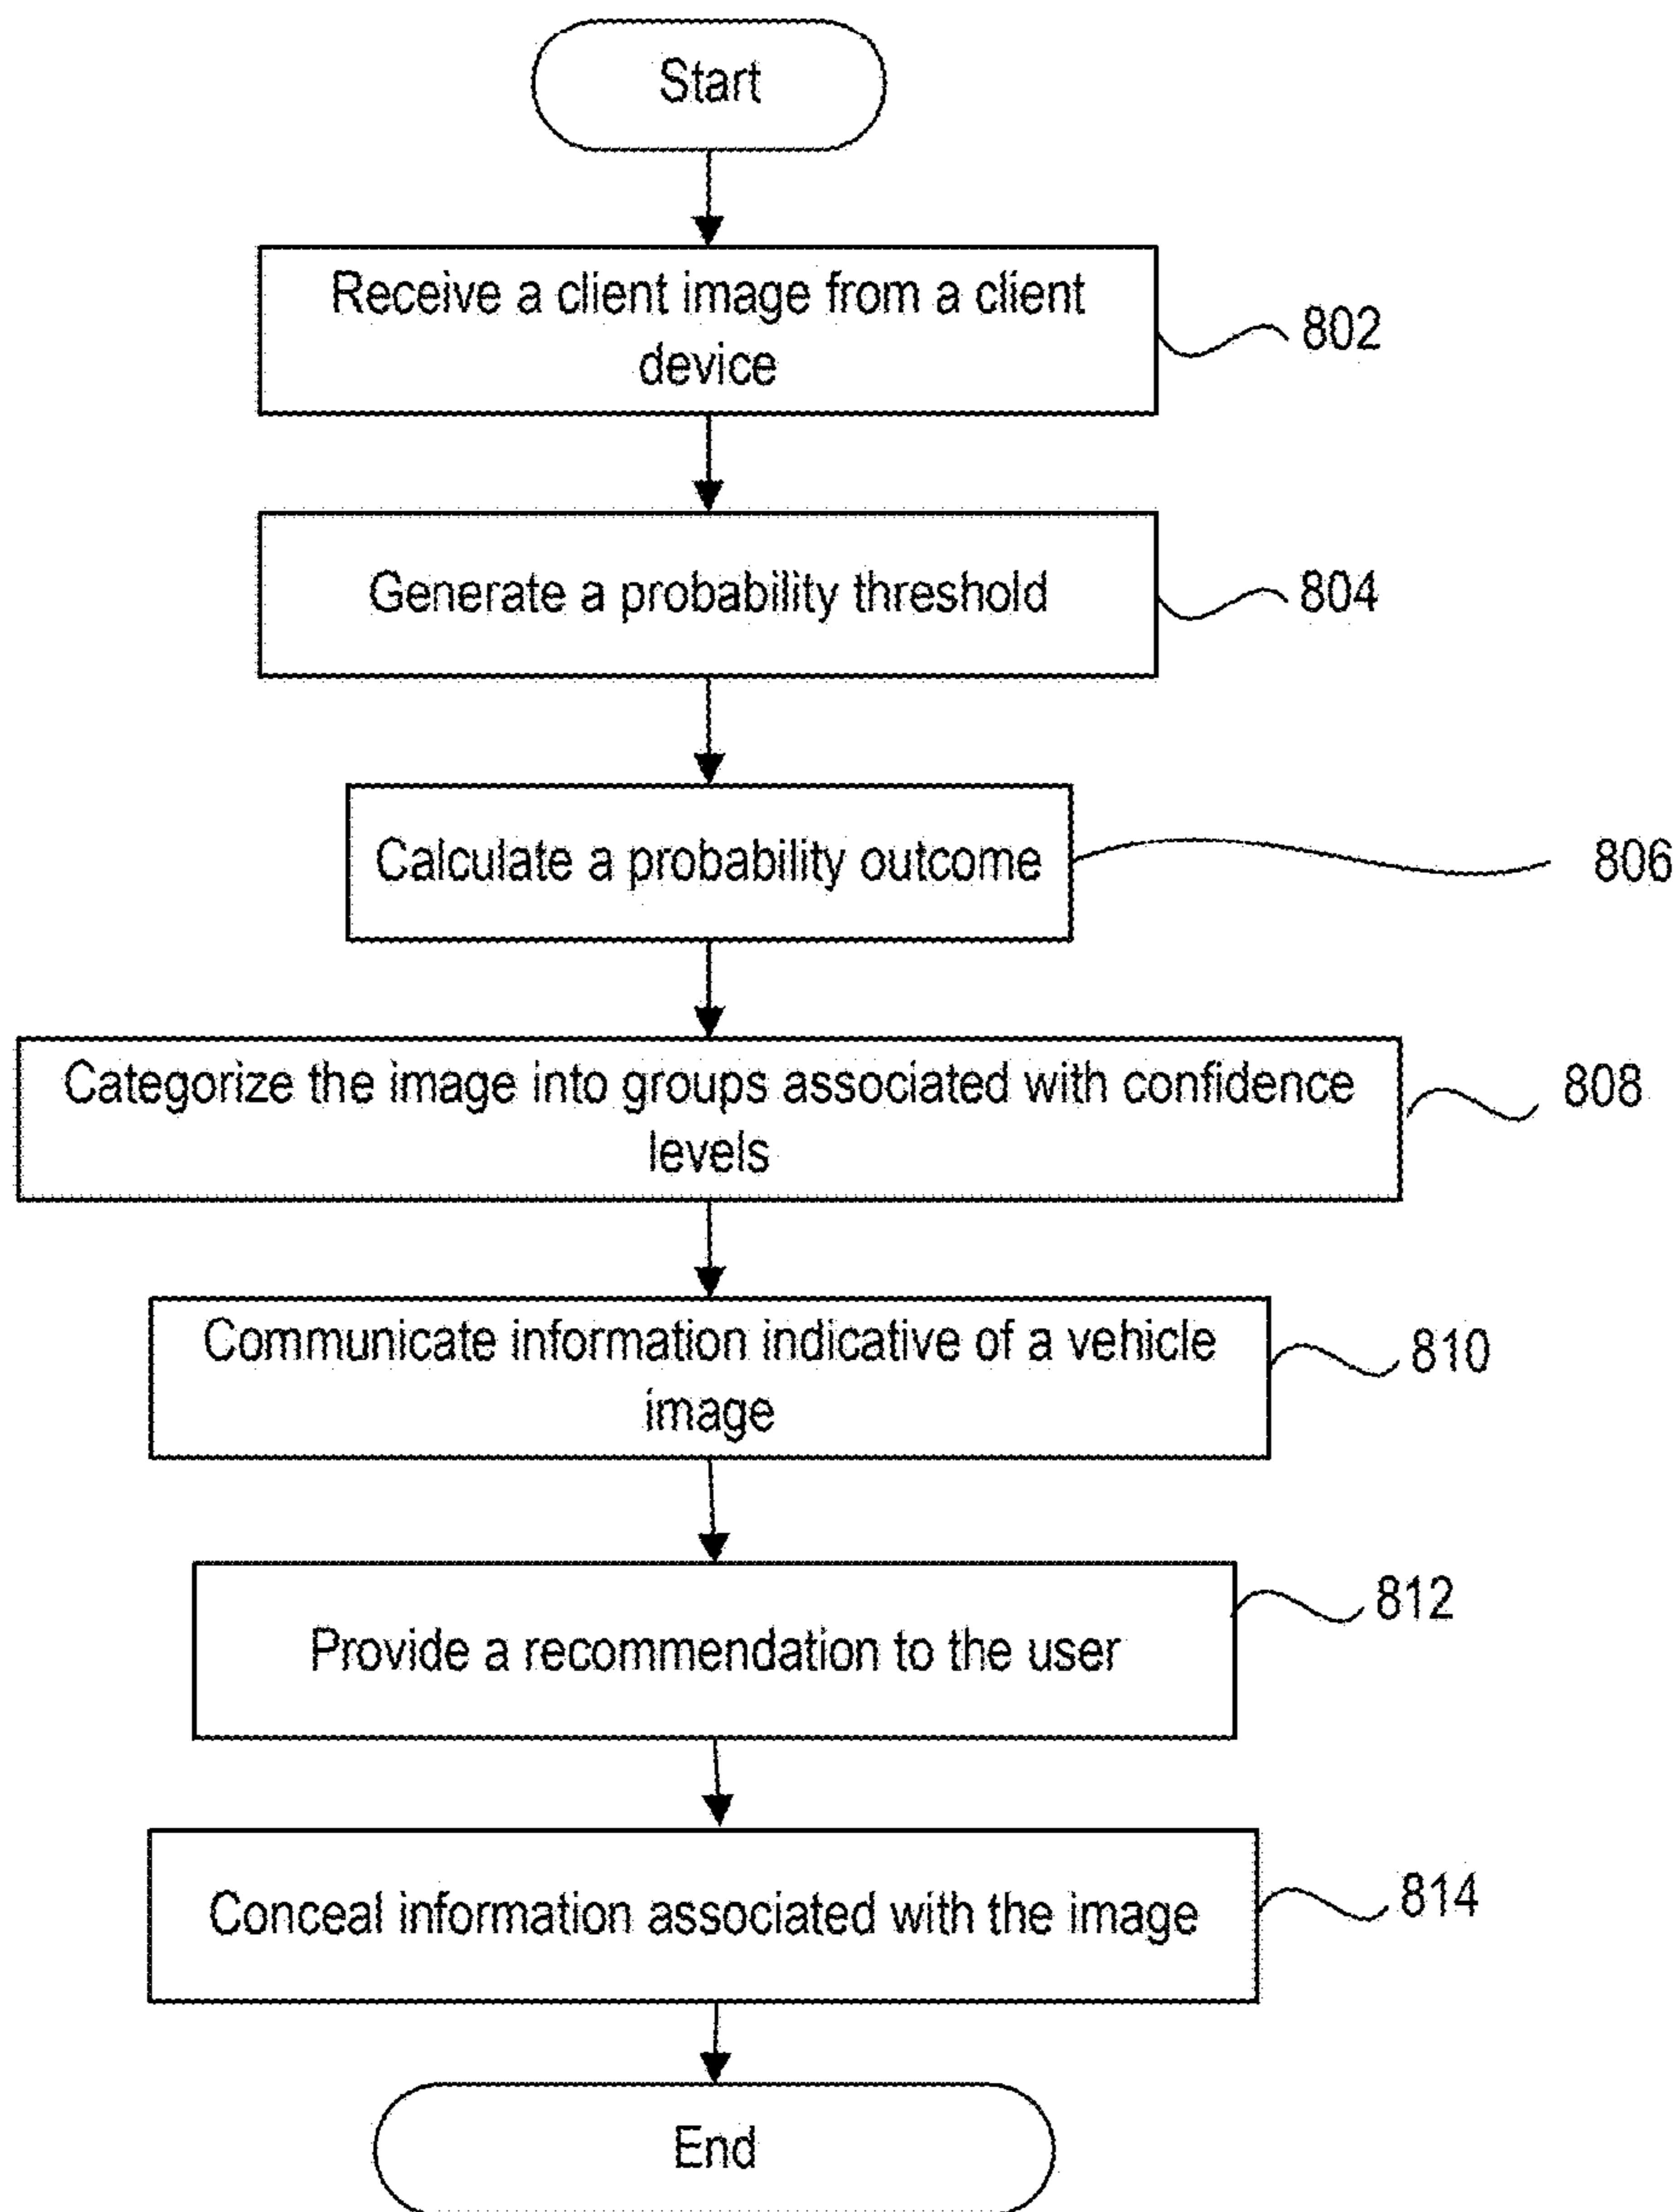 Start
Receive a client image from a client
device
802
Generate a probability threshold
804
Calculate a probability outcome
806
Categorize the image into groups associated with confidence
levels
808
Communicate information indicative of a vehicle
image
810
Provide a recommendation to the user
812
Conceal information associated with the image
814
End